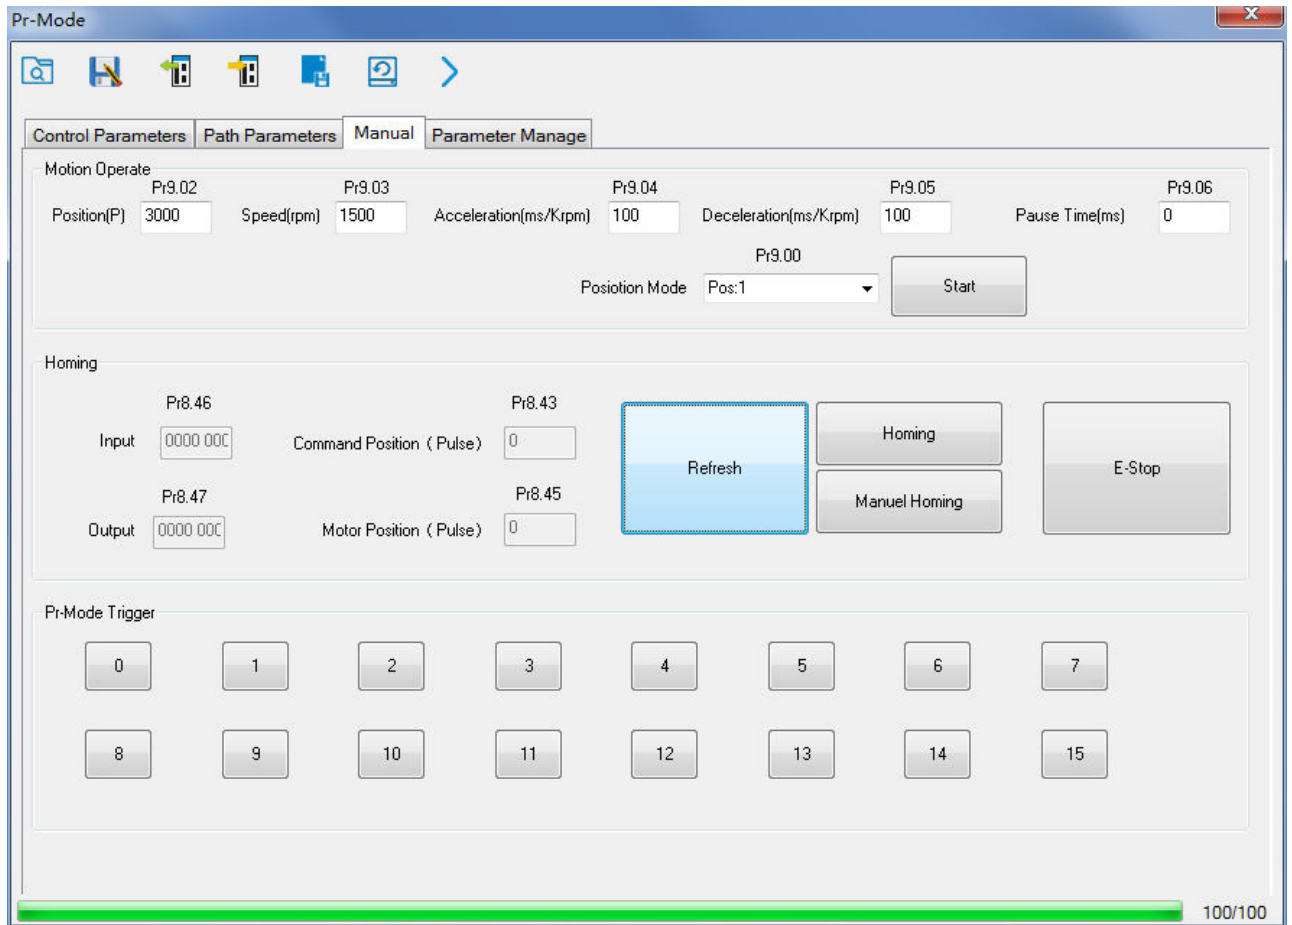 Pr-Mode
Control Parameters Path Parameters Manual Parameter Manage
Motion Operate
Pr9.02 Pr9.03 Pr9.04 Pr9.05 Pr9.06
Position(P) 3000 Speed(rpm) 1500 Acceleration(ms/Krpm) 100 Deceleration(ms/Krpm) 100 Pause Time(ms) 0
Pr9.00
Posiotion Mode Pos:1 Start
Homing
Pr8.46 Pr8.43
Input 0000 000 Command Position ( Pulse) 0
Refresh Homing E-Stop
Pr8.47 Pr8.45
Manuel Homing
Output 0000 000 Motor Position ( Pulse) 0
Pr-Mode Trigger
0 1 2 3 4 5 6 7
8 9 10 11 12 13 14 15
100/100